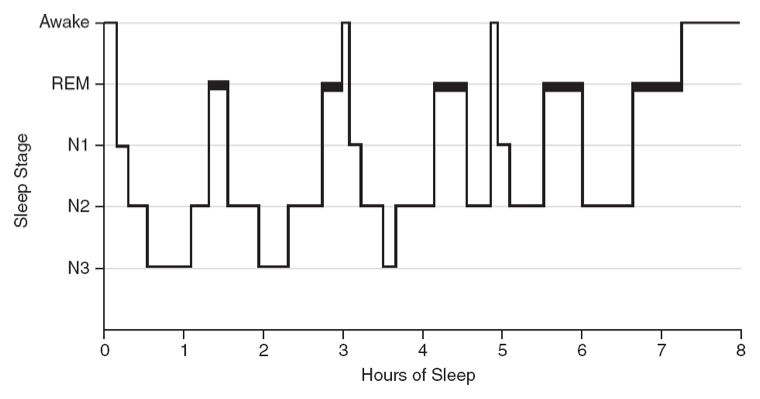 Awake
REM
N1
N2
N3
Sleep Stage
0 1 2 3 4 5 6 7 8
Hours of Sleep